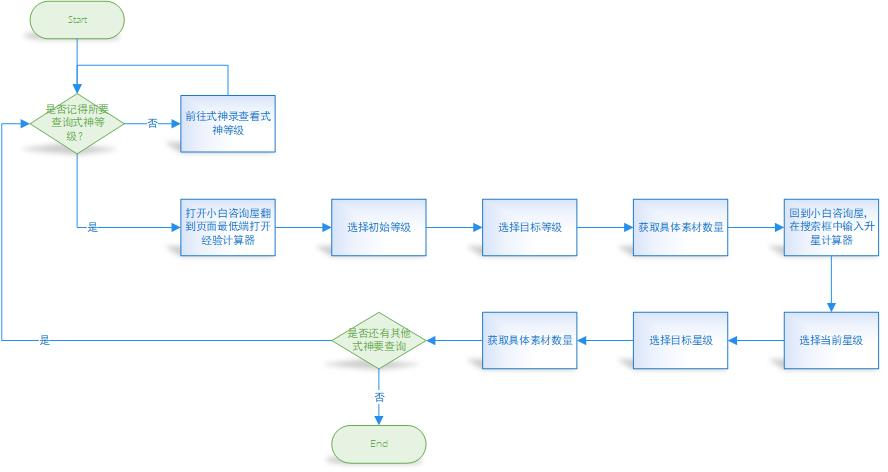 Start
是否记得所要
查询式神等
级？
否
前往式神录查看式
神等级
是
打开小白咨询屋翻
到页面最低端打开
经验计算器
选择初始等级
选择目标等级
获取具体素材数量
回到小白咨询屋,
在搜索框中输入升
星计算器
选择当前星级
选择目标星级
获取具体素材数量
是否还有其他
式神要查询
是
否
End